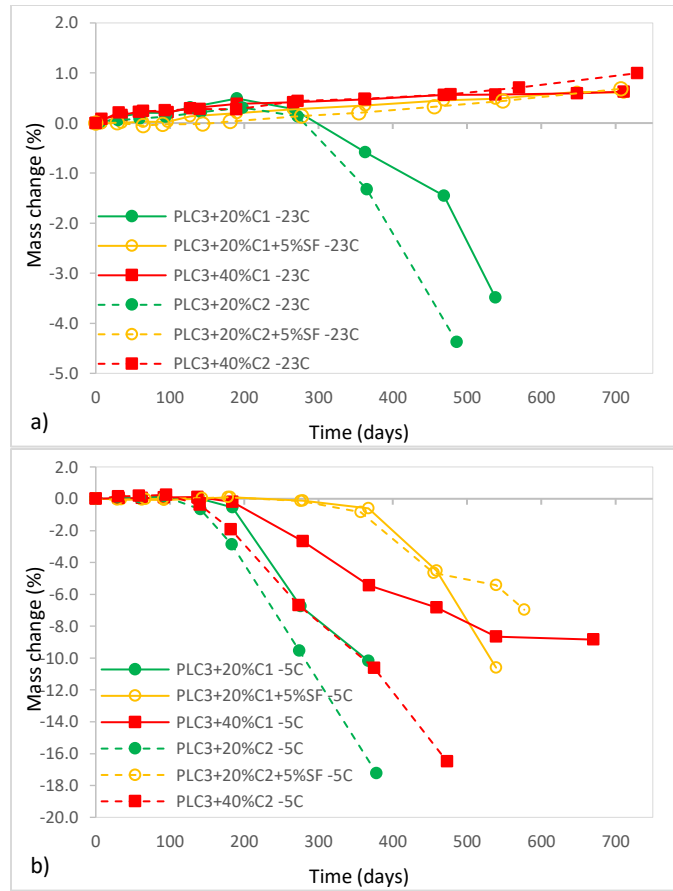 2.0
1.0
0.0
-1.0
-2.0
-3.0
-4.0
-5.0
Mass change (%)
PLC3+20%C1 -23C
PLC3+20%C1+5%SF -23C
PLC3+40%C1 -23C
PLC3+20%C2 -23C
PLC3+20%C2+5%SF -23C
PLC3+40%C2 -23C
0 100 200 300 400 500 600 700
a)
Time (days)
2.0
0.0
-2.0
-4.0
-6.0
-8.0
-10.0
-12.0
-14.0
-16.0
-18.0
-20.0
Mass change (%)
PLC3+20%C1 -5C
PLC3+20%C1+5%SF -5C
PLC3+40%C1 -5C
PLC3+20%C2 -5C
PLC3+20%C2+5%SF -5C
PLC3+40%C2 -5C
0 100 200 300 400 500 600 700
b)
Time (days)